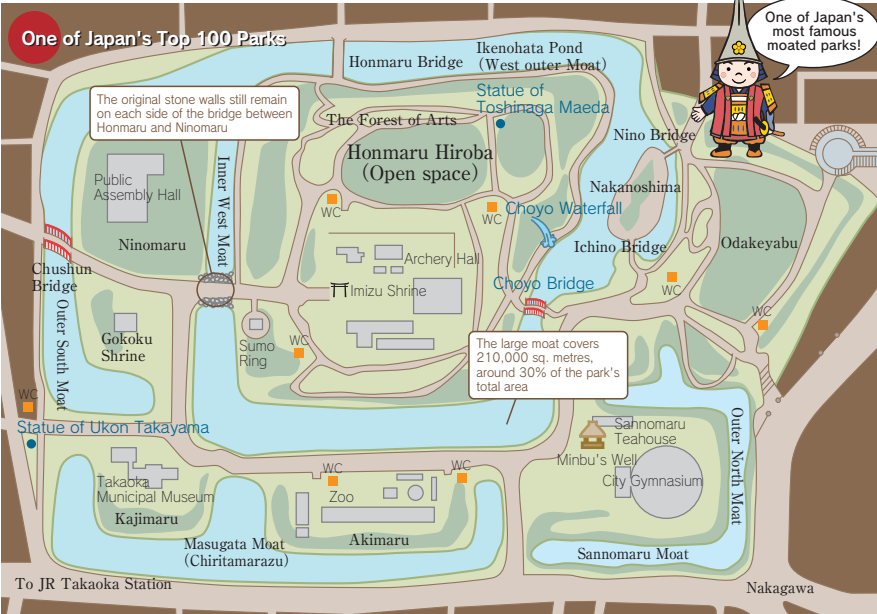 One of Japan's Top 100 Parks
One of Japan's
most famous
moated parks!
Honmaru Bridge
Ikenohata Pond
(West outer Moat)
Statue of
Toshinaga Maeda
The original stone walls still remain
on each side of the bridge between
Honmaru and Ninomaru
The Forest of Arts
Nino Bridge
Honmaru Hiroba
(Open space)
Public
Assembly Hall
Inner West Moat
Nakanoshima
WC
WC
Choyo Waterfall
Ninomaru
Ichino Bridge
Odakeyabu
Archery Hall
Chushun
Bridge
Choyo Bridge
WC
Imizu Shrine
Outer South Moat
WC
Gokoku
Shrine
Sumo
Ring
WC
The large moat covers
210,000 sq. metres,
around 30% of the park's
total area
WC
Statue of Ukon Takayama
Sannomaru
Teahouse
Outer North Moat
Minbu's Well
WC
WC
City Gymnasium
Takaoka
Municipal Museum
Zoo
Kajimaru
Akimaru
Masugata Moat
(Chiritamarazu)
Sannomaru Moat
To JR Takaoka Station
Nakagawa